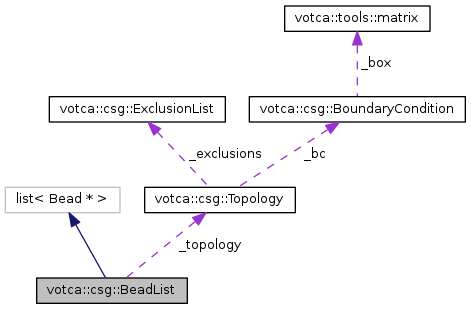 votca::tools::matrix
_box
votca::csg::ExclusionList
votca::csg::BoundaryCondition
_exclusions
_bc
list< Bead * >
votca::csg::Topology
_topology
votca::csg::BeadList